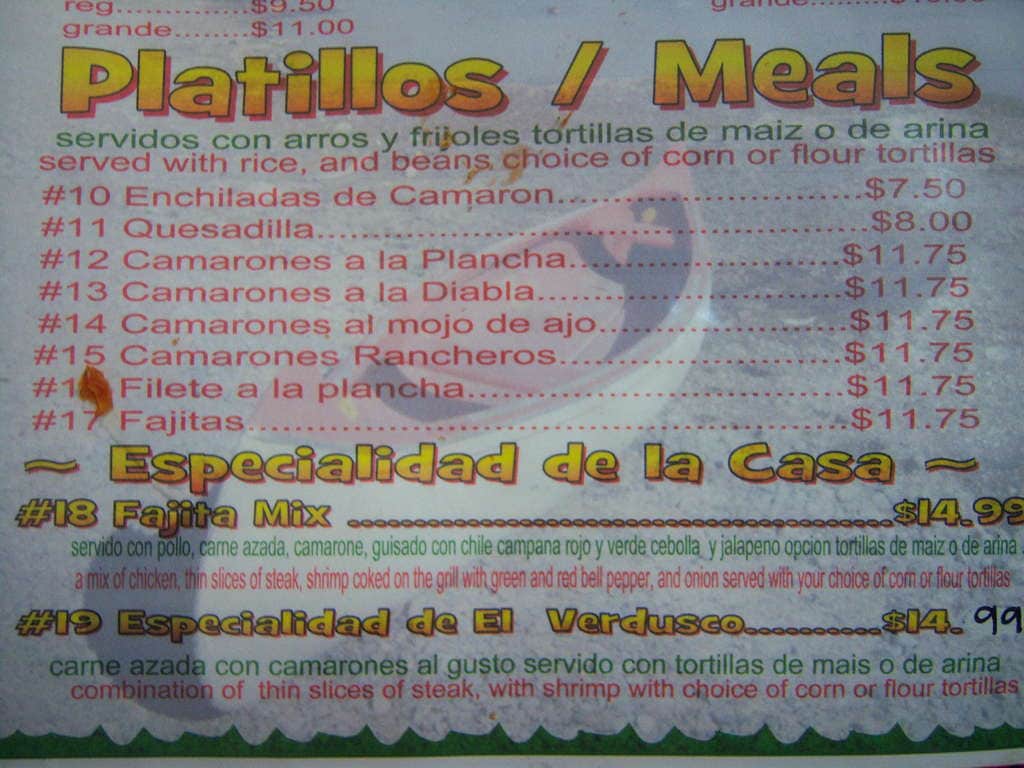 reg..........$9.50
grande.........$11.00
grande
Platillos / Meals
servidos con arros y frijoles tortillas de maiz o de arina
served with rice, and beans, choice of corn or flour tortillas
#10 Enchiladas de Camaron...........................$7.50
#11 Quesadilla..................................................$8.00
#12 Camarones a la Plancha.........................$11.75
#13 Camarones a la Diabla............................$11.75
#14 Camarones al mojo de ajo.......................$11.75
#15 Camarones Rancheros..........................$11.75
Filete a la plancha...................................$11.75
#17 Fajitas.......................................................$11.75
~ Especialidad de la Casa ~
#18 Fajita Mix ..........................................$14.99
servido con pollo, carne azada, camarone, guisado con chile campana rojo y verde cebolla y jalapeno opcion tortillas de maiz o de arina
a mix of chicken, thin slices of steak, shrimp coked on the grill with green and red bell pepper, and onion served with your choice of corn or flour tortillas
#19 Especialidad de El Verdusco..........$14.99
carne azada con camarones al gusto servido con tortillas de mais o de arina
combination of thin slices of steak, with shrimp with choice of corn or flour tortillas